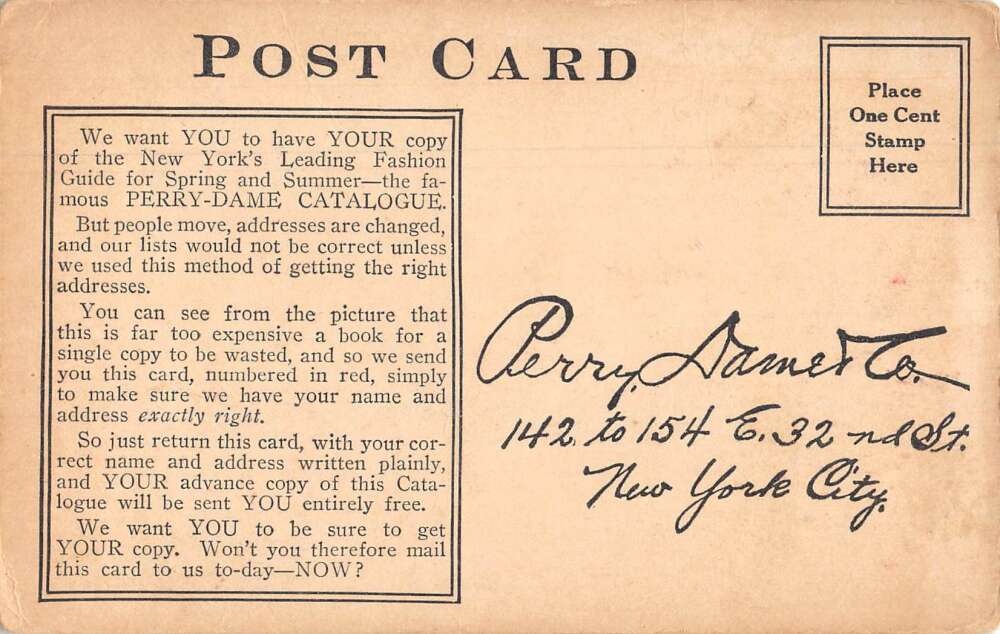 POST CARD
Place
One Cent
Stamp
Here
We want YOU to have YOUR copy
of the New York's Leading Fashion
Guide for Spring and Summer—the fa-
mous PERRY-DAME CATALOGUE.
But people move, addresses are changed,
and our lists would not be correct unless
we used this method of getting the right
addresses.
You can see from the picture that
this is far too expensive a book for a
single copy to be wasted, and so we send
you this card, numbered in red, simply
to make sure we have your name and
address exactly right.
So just return this card, with your cor-
rect name and address written plainly,
and YOUR advance copy of this Cata-
logue will be sent YOU entirely free.
We want YOU to be sure to get
YOUR copy. Won't you therefore mail
this card to us to-day—NOW?
Perry, Dame & Co.
142 to 154 E. 32nd St.
New York City.